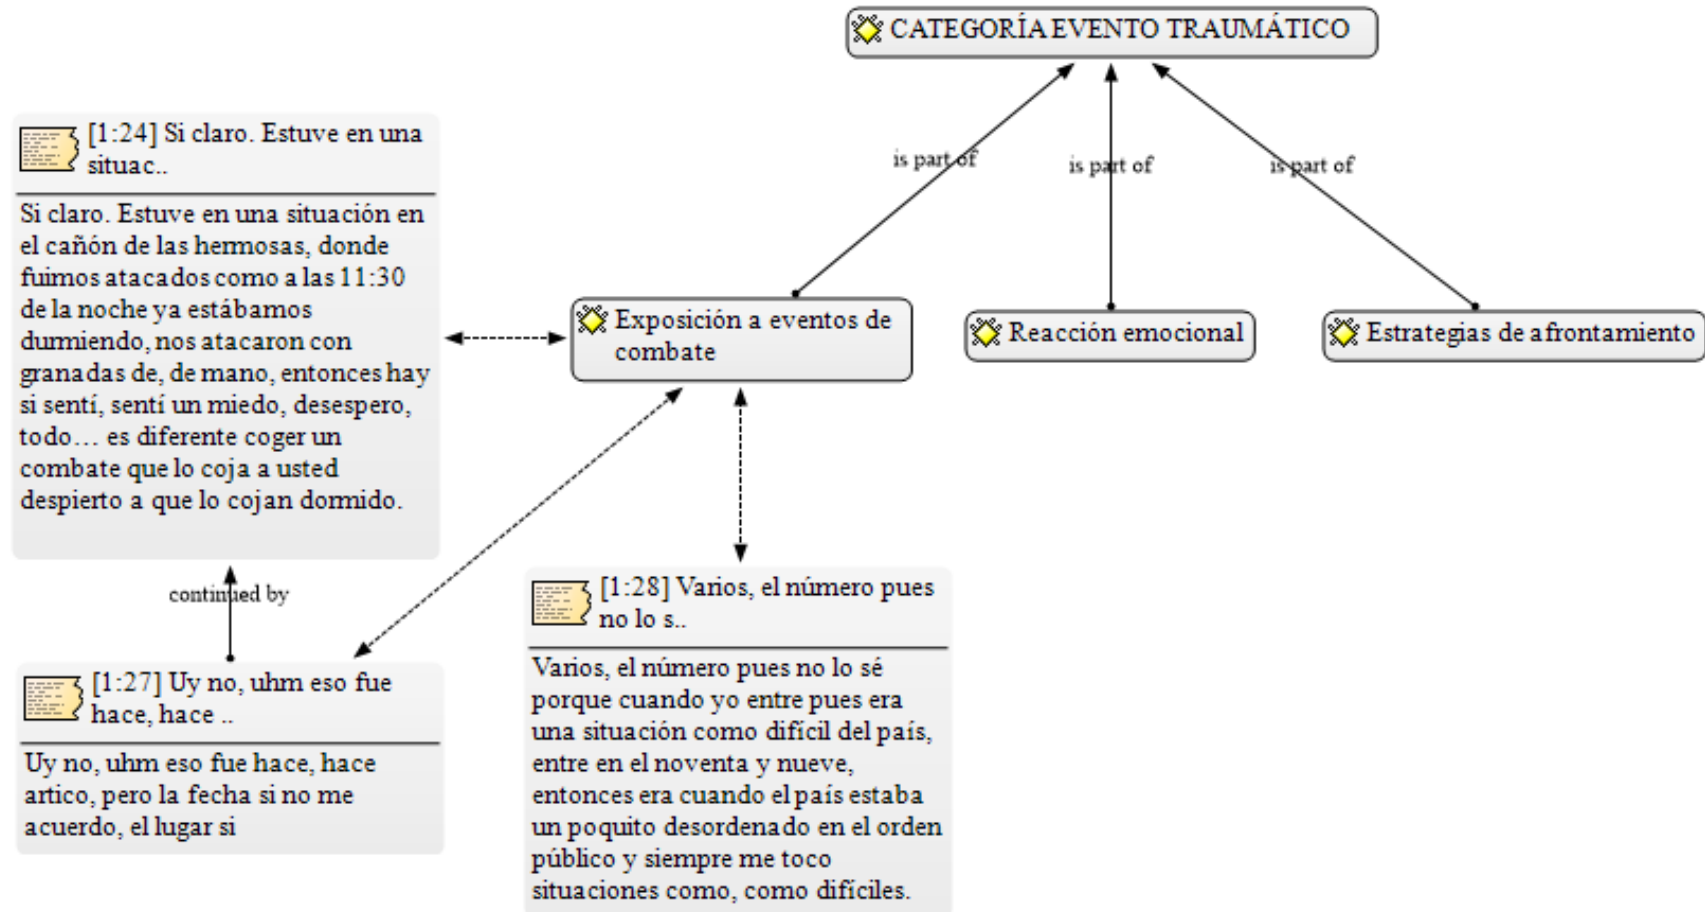 CATEGORÍA EVENTO TRAUMÁTICO
is part of
is part of
is part of
Exposición a eventos de
combate
Reacción emocional
Estrategias de afrontamiento
[1:24] Si claro. Estuve en una
situac..
Si claro. Estuve en una situación en
el cañón de las hermosas, donde
fuimos atacados como a las 11:30
de la noche ya estábamos
durmiendo, nos atacaron con
granadas de, de mano, entonces hay
si sentí, sentí un miedo, desespero,
todo… es diferente coger un
combate que lo coja a usted
despierto a que lo cojan dormido.
continued by
[1:27] Uy no, uhm eso fue
hace, hace ..
Uy no, uhm eso fue hace, hace
artico, pero la fecha si no me
acuerdo, el lugar si
[1:28] Varios, el número pues
no lo s..
Varios, el número pues no lo sé
porque cuando yo entre pues era
una situación como difícil del país,
entre en el noventa y nueve,
entonces era cuando el país estaba
un poquito desordenado en el orden
público y siempre me toco
situaciones como, como difíciles.